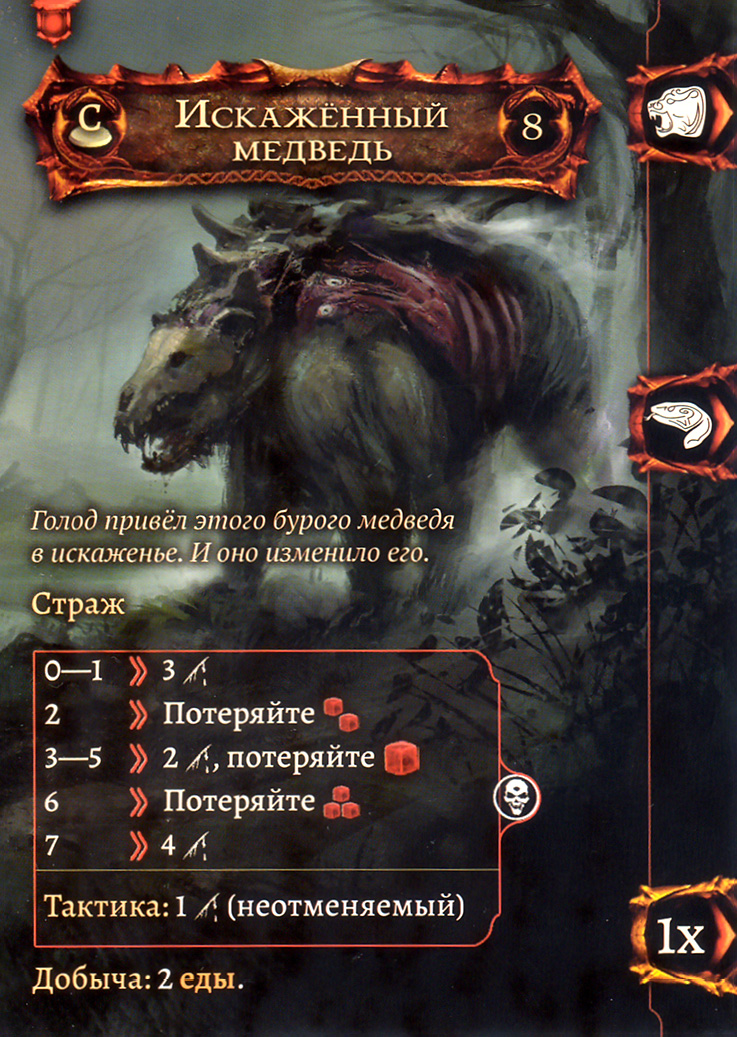 С
Искажённый
медведь
8
Голод привёл этого бурого медведя
в искаженье. И оно изменило его.
Страж
0—1 » 3
2 » Потеряйте
3—5 » 2 , потеряйте
6 » Потеряйте
7 » 4
Тактика: 1 (неотменяемый)
1x
Добыча: 2 еды.